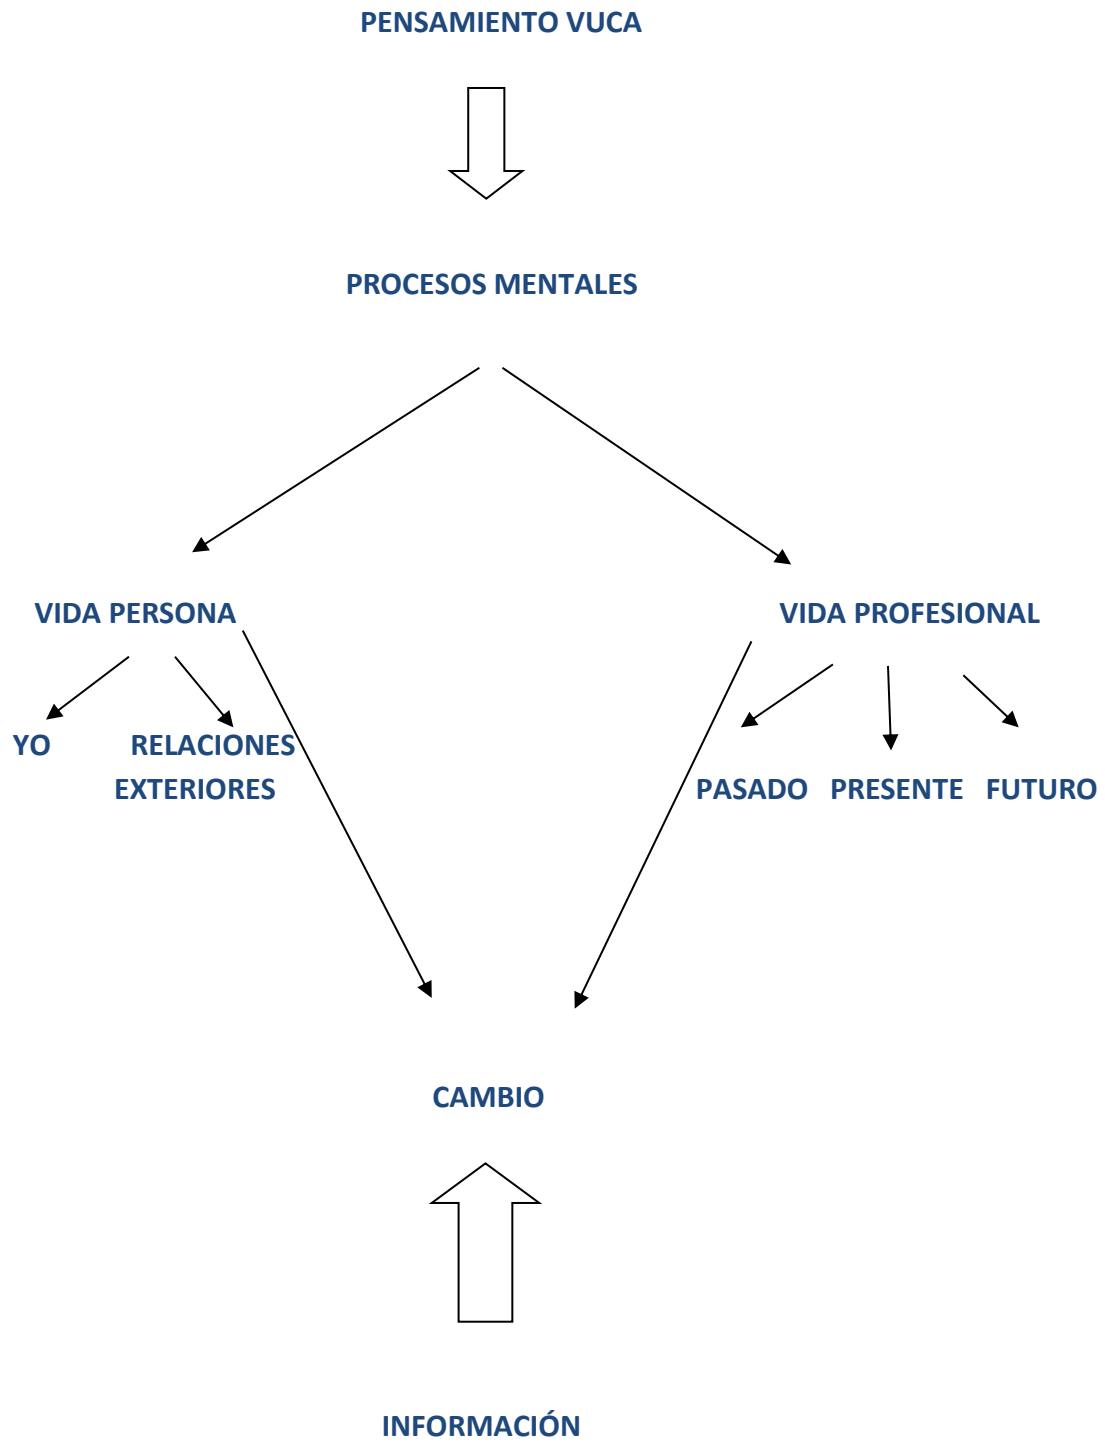 PENSAMIENTO VUCA
PROCESOS MENTALES
VIDA PERSONA
VIDA PROFESIONAL
YO
RELACIONES
EXTERIORES
PASADO PRESENTE FUTURO
CAMBIO
INFORMACIÓN